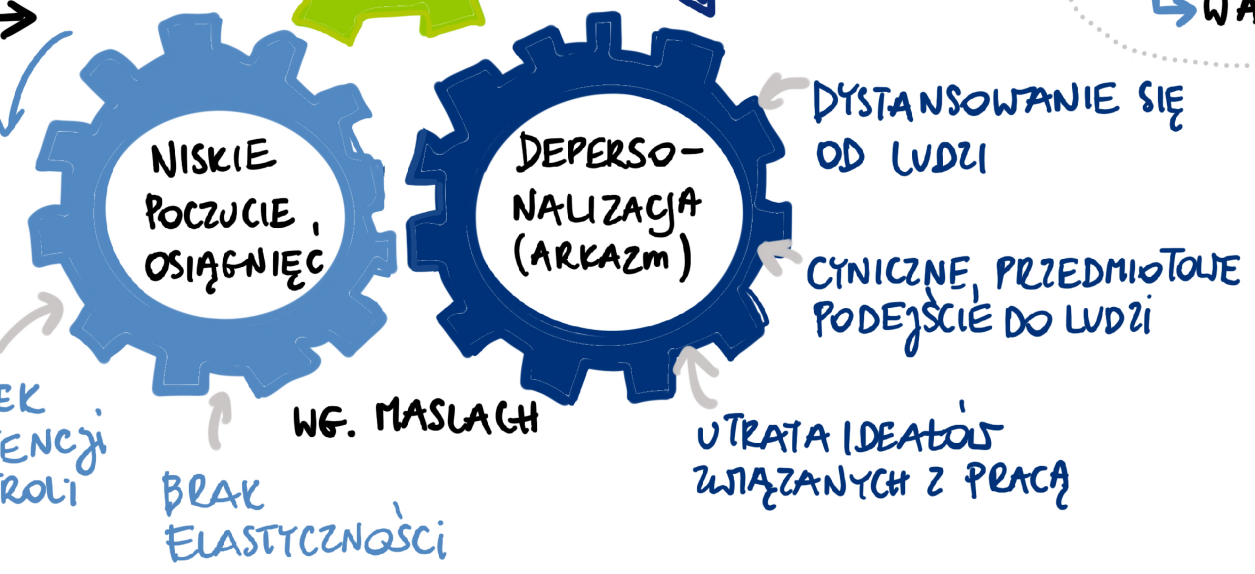 NISKIE
POCZUCIE
OSIĄGNIĘĆ
DEPERSO-
NALIZACJA
(ARKAZM)
DYSTANSOWANIE SIĘ
OD LUDZI
CYNICZNE, PRZEDMIOTOWE
PODEJŚCIE DO LUDZI
UTRATA IDEAŁÓW
ZWIĄZANYCH Z PRACĄ
WG. MASLACH
BRAK
ELASTYCZNOŚCI